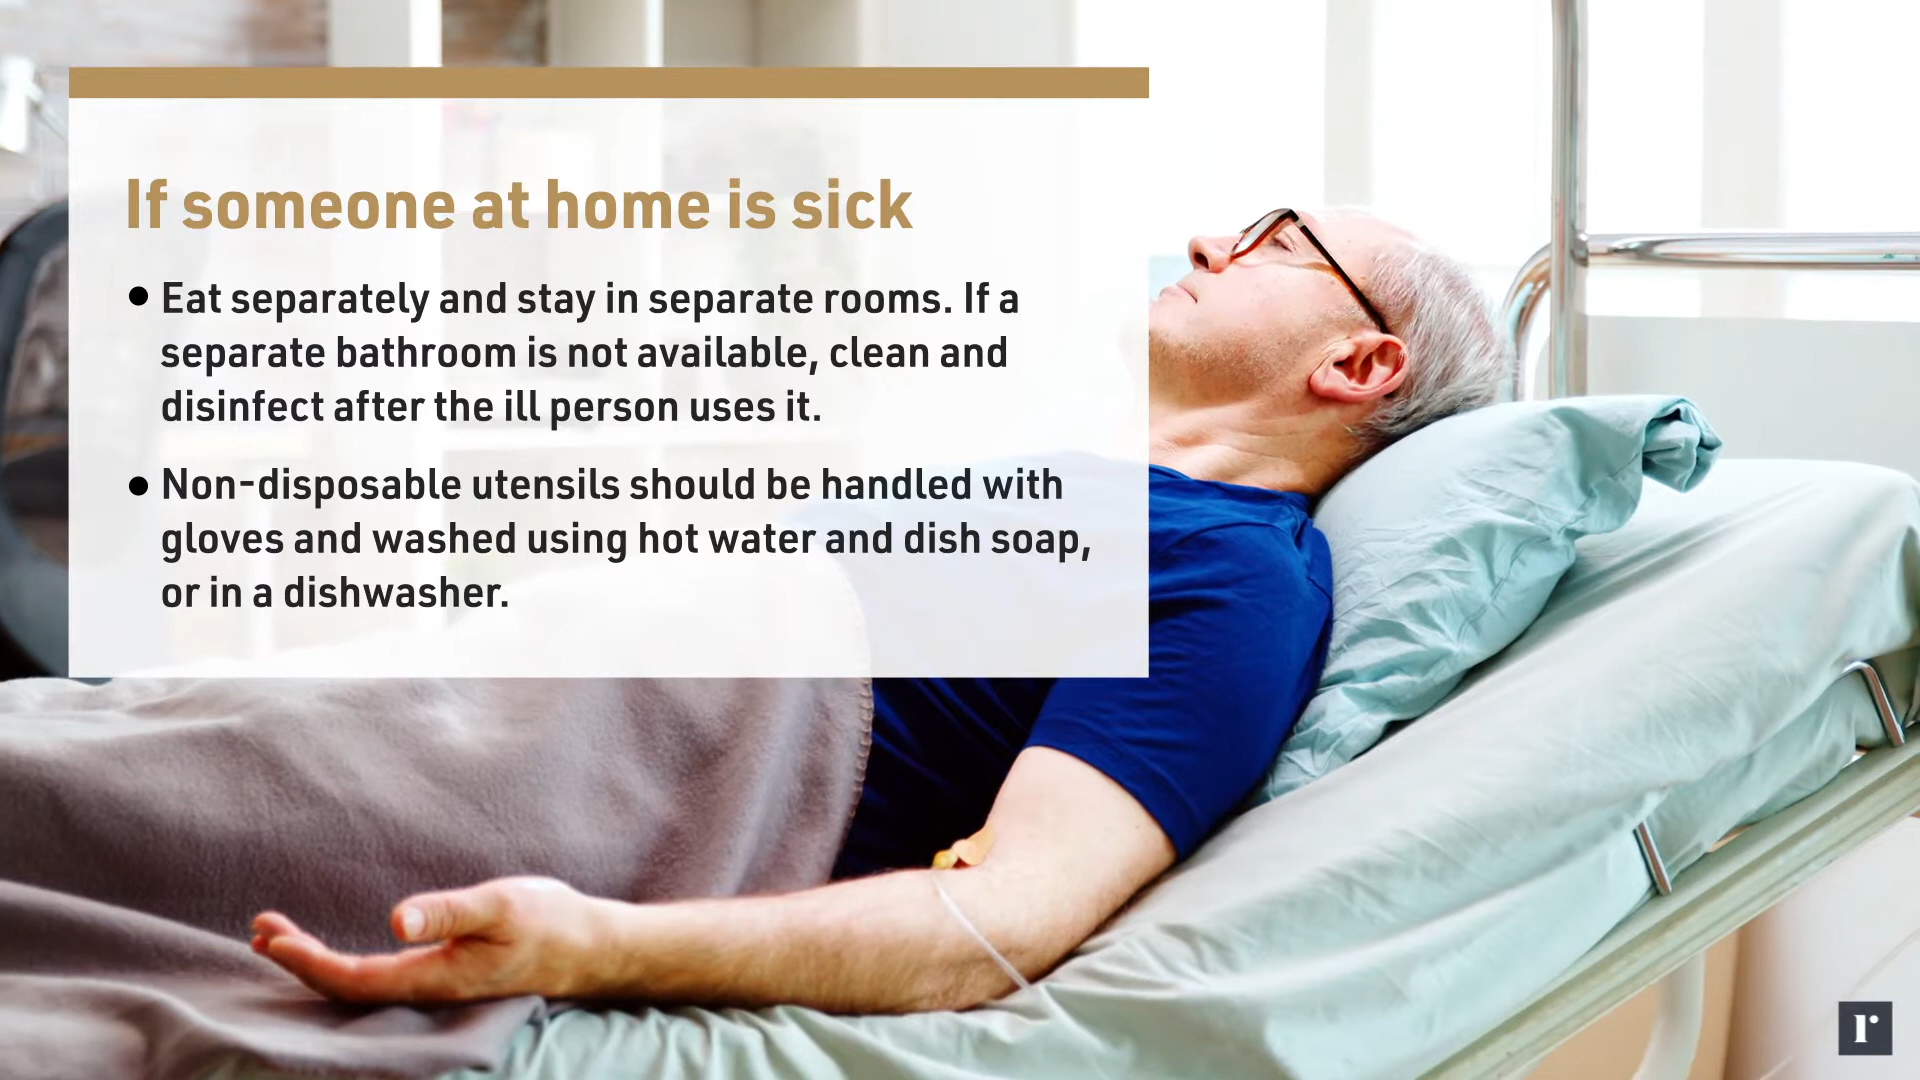 If someone at home is sick
• Eat separately and stay in separate rooms. If a
separate bathroom is not available, clean and
disinfect after the ill person uses it.
• Non-disposable utensils should be handled with
gloves and washed using hot water and dish soap,
or in a dishwasher.
r